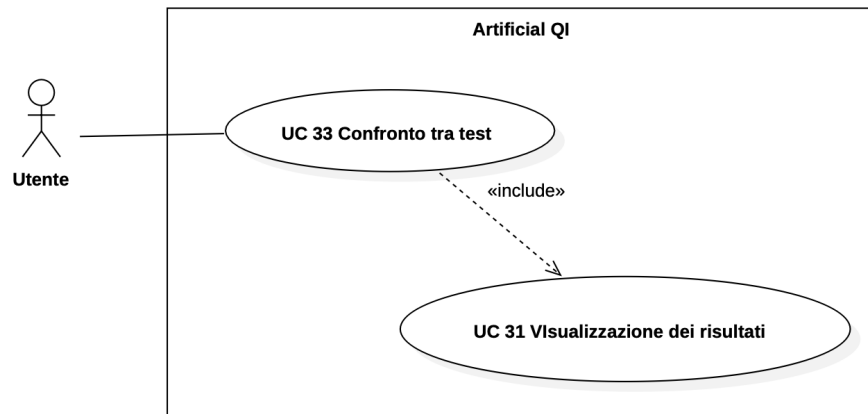 Artificial QI
UC 33 Confronto tra test
Utente
«include»
UC 31 VIsualizzazione dei risultati